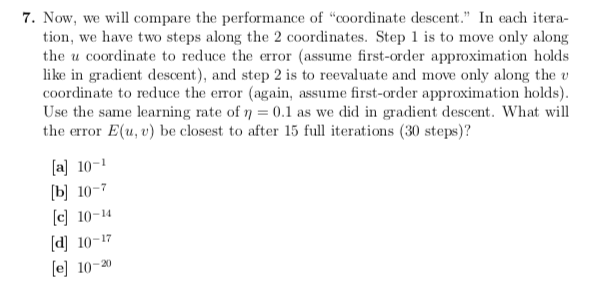 7. Now, we will compare the performance of “coordinate descent.” In each itera-
tion, we have two steps along the 2 coordinates. Step 1 is to move only along
the u coordinate to reduce the error (assume first-order approximation holds
like in gradient descent), and step 2 is to reevaluate and move only along the v
coordinate to reduce the error (again, assume first-order approximation holds).
Use the same learning rate of η = 0.1 as we did in gradient descent. What will
the error E(u, v) be closest to after 15 full iterations (30 steps)?
[a] 10⁻¹
[b] 10⁻⁷
[c] 10⁻¹⁴
[d] 10⁻¹⁷
[e] 10⁻²⁰